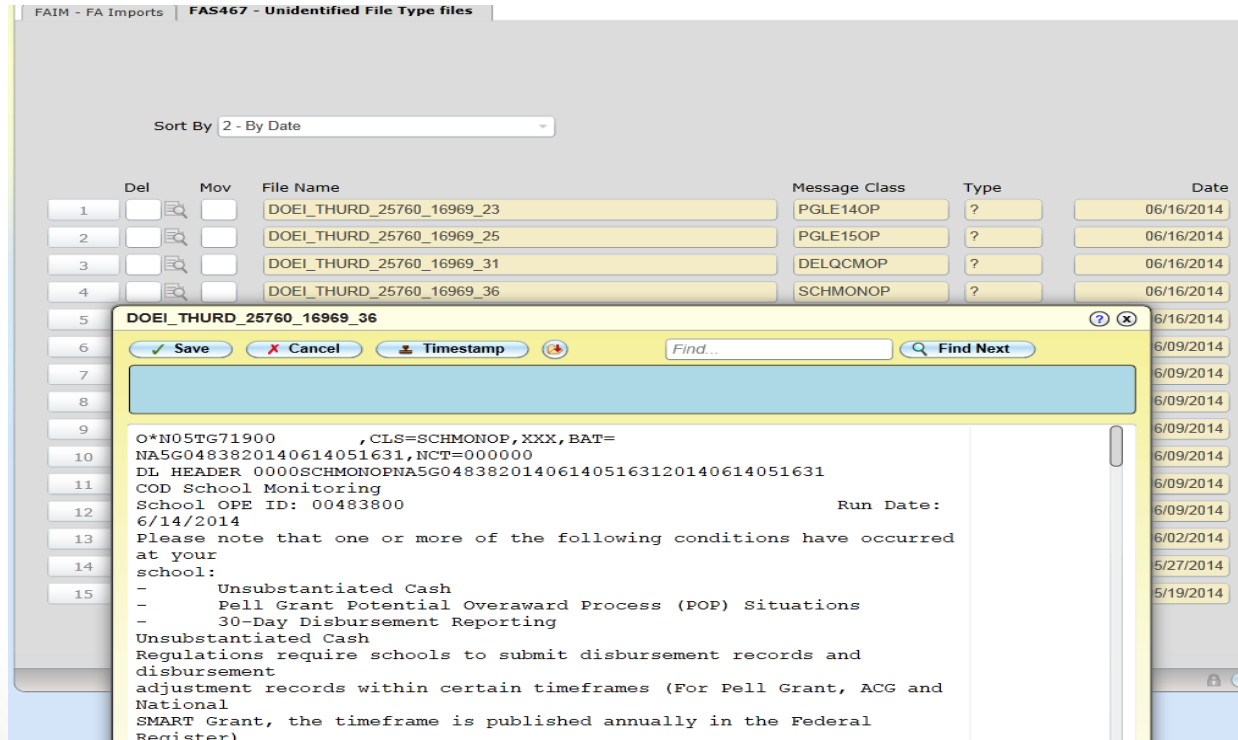 FAIM - FA Imports FAS467 - Unidentified File Type files
Sort By 2 - By Date
Del Mov File Name Message Class Type Date
1 DOEI_THURD_25760_16969_23 PGLE14OP ? 06/16/2014
2 DOEI_THURD_25760_16969_25 PGLE15OP ? 06/16/2014
3 DOEI_THURD_25760_16969_31 DELQCMOP ? 06/16/2014
4 DOEI_THURD_25760_16969_36 SCHMONOP ? 06/16/2014
5 DOEI_THURD_25760_16969_36 6/16/2014
6 Save Cancel Timestamp Find... Find Next 6/09/2014
7 6/09/2014
8 6/09/2014
9 6/09/2014
O*N05TG71900 ,CLS=SCHMONOP,XXX,BAT=
10 6/09/2014
NA5G0483820140614051631,NCT=000000
DL HEADER 0000SCHMONOPNA5G048382014061405163120140614051631
11 6/09/2014
COD School Monitoring
12 School OPE ID: 00483800 Run Date: 6/09/2014
6/14/2014
13 Please note that one or more of the following conditions have occurred 6/02/2014
at your
14 school: 5/27/2014
- Unsubstantiated Cash
15 - Pell Grant Potential Overaward Process (POP) Situations 5/19/2014
- 30-Day Disbursement Reporting
Unsubstantiated Cash
Regulations require schools to submit disbursement records and
disbursement
adjustment records within certain timeframes (For Pell Grant, ACG and
National
SMART Grant, the timeframe is published annually in the Federal
Register)